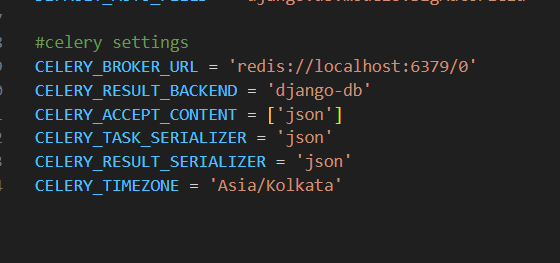 #celery settings
CELERY_BROKER_URL = 'redis://localhost:6379/0'
CELERY_RESULT_BACKEND = 'django-db'
CELERY_ACCEPT_CONTENT = ['json']
CELERY_TASK_SERIALIZER = 'json'
CELERY_RESULT_SERIALIZER = 'json'
CELERY_TIMEZONE = 'Asia/Kolkata'